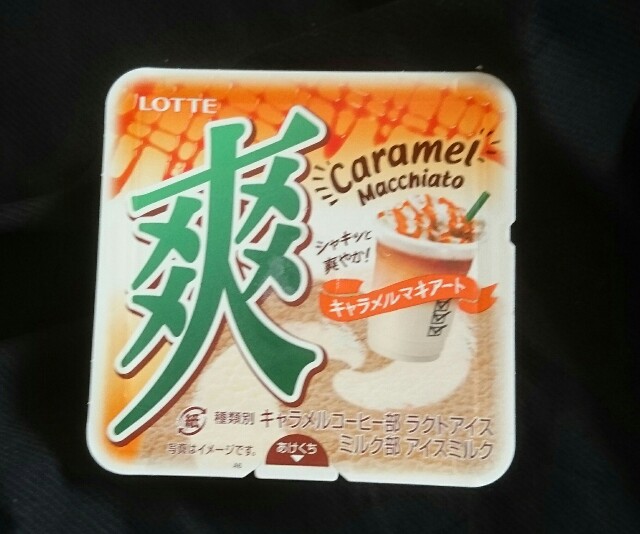 LOTTE
爽
Caramel
Macchiato
シャキッと
爽やか!
キャラメルマキアート
紙
種類別 キャラメルコーヒー部 ラクトアイス
ミルク部 アイスミルク
写真はイメージです。
あけくち